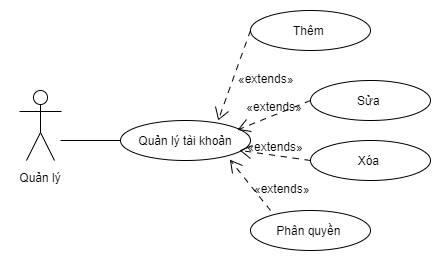 Thêm
«extends»
Sửa
«extends»
Quản lý tài khoản
Xóa
«extends»
Quản lý
«extends»
Phân quyền